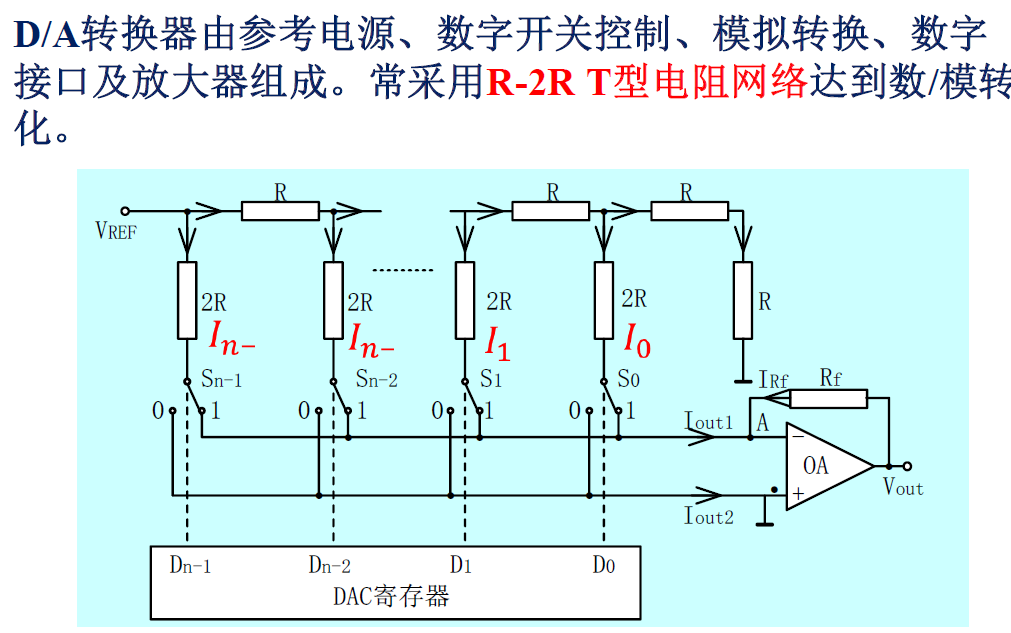 D/A转换器由参考电源、数字开关控制、模拟转换、数字
接口及放大器组成。常采用R-2R T型电阻网络达到数/模转
化。
R R R
VREF
2R 2R 2R 2R R
In− In− I1 I0
Sn-1 Sn-2 S1 S0 IRf Rf
0 1 0 1 0 1 0 1 Iout1 A
−
OA
+
Vout
Iout2
Dn-1 Dn-2 D1 D0
DAC寄存器